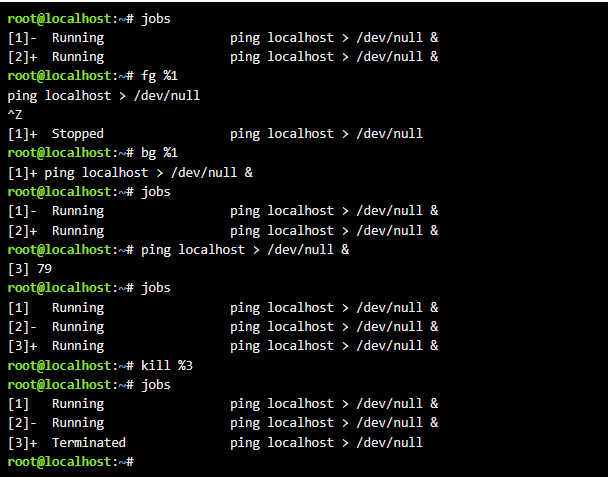 root@localhost:~# jobs
[1]-  Running                 ping localhost > /dev/null &
[2]+  Running                 ping localhost > /dev/null &
root@localhost:~# fg %1
ping localhost > /dev/null
^Z
[1]+  Stopped                 ping localhost > /dev/null
root@localhost:~# bg %1
[1]+ ping localhost > /dev/null &
root@localhost:~# jobs
[1]-  Running                 ping localhost > /dev/null &
[2]+  Running                 ping localhost > /dev/null &
root@localhost:~# ping localhost > /dev/null &
[3] 79
root@localhost:~# jobs
[1]   Running                 ping localhost > /dev/null &
[2]-  Running                 ping localhost > /dev/null &
[3]+  Running                 ping localhost > /dev/null &
root@localhost:~# kill %3
root@localhost:~# jobs
[1]   Running                 ping localhost > /dev/null &
[2]-  Running                 ping localhost > /dev/null &
[3]+  Terminated              ping localhost > /dev/null
root@localhost:~#